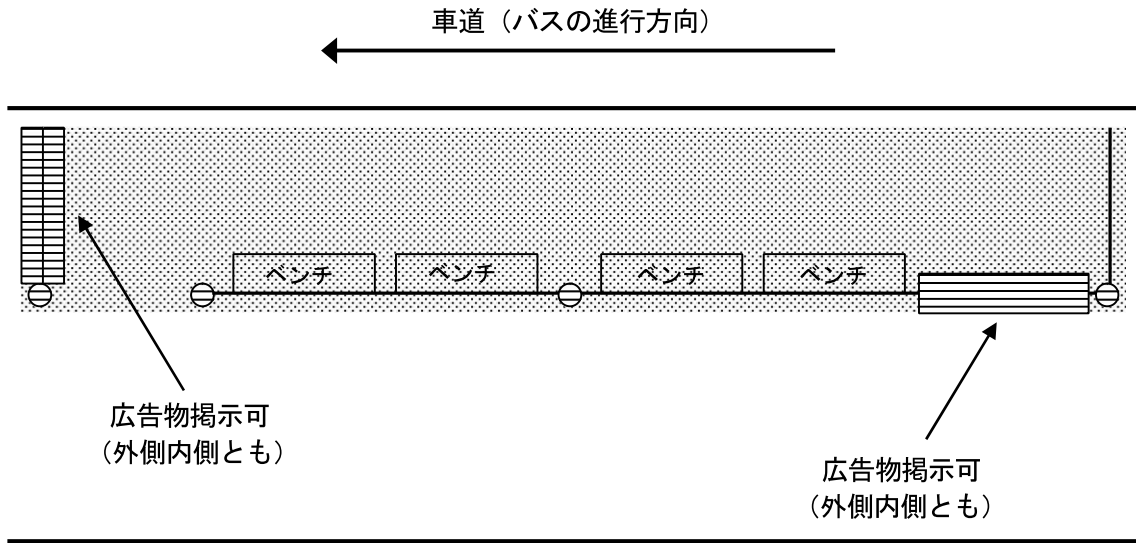 車道（バスの進行方向）
ベンチ
ベンチ
ベンチ
ベンチ
広告物掲示可
（外側内側とも）
広告物掲示可
（外側内側とも）